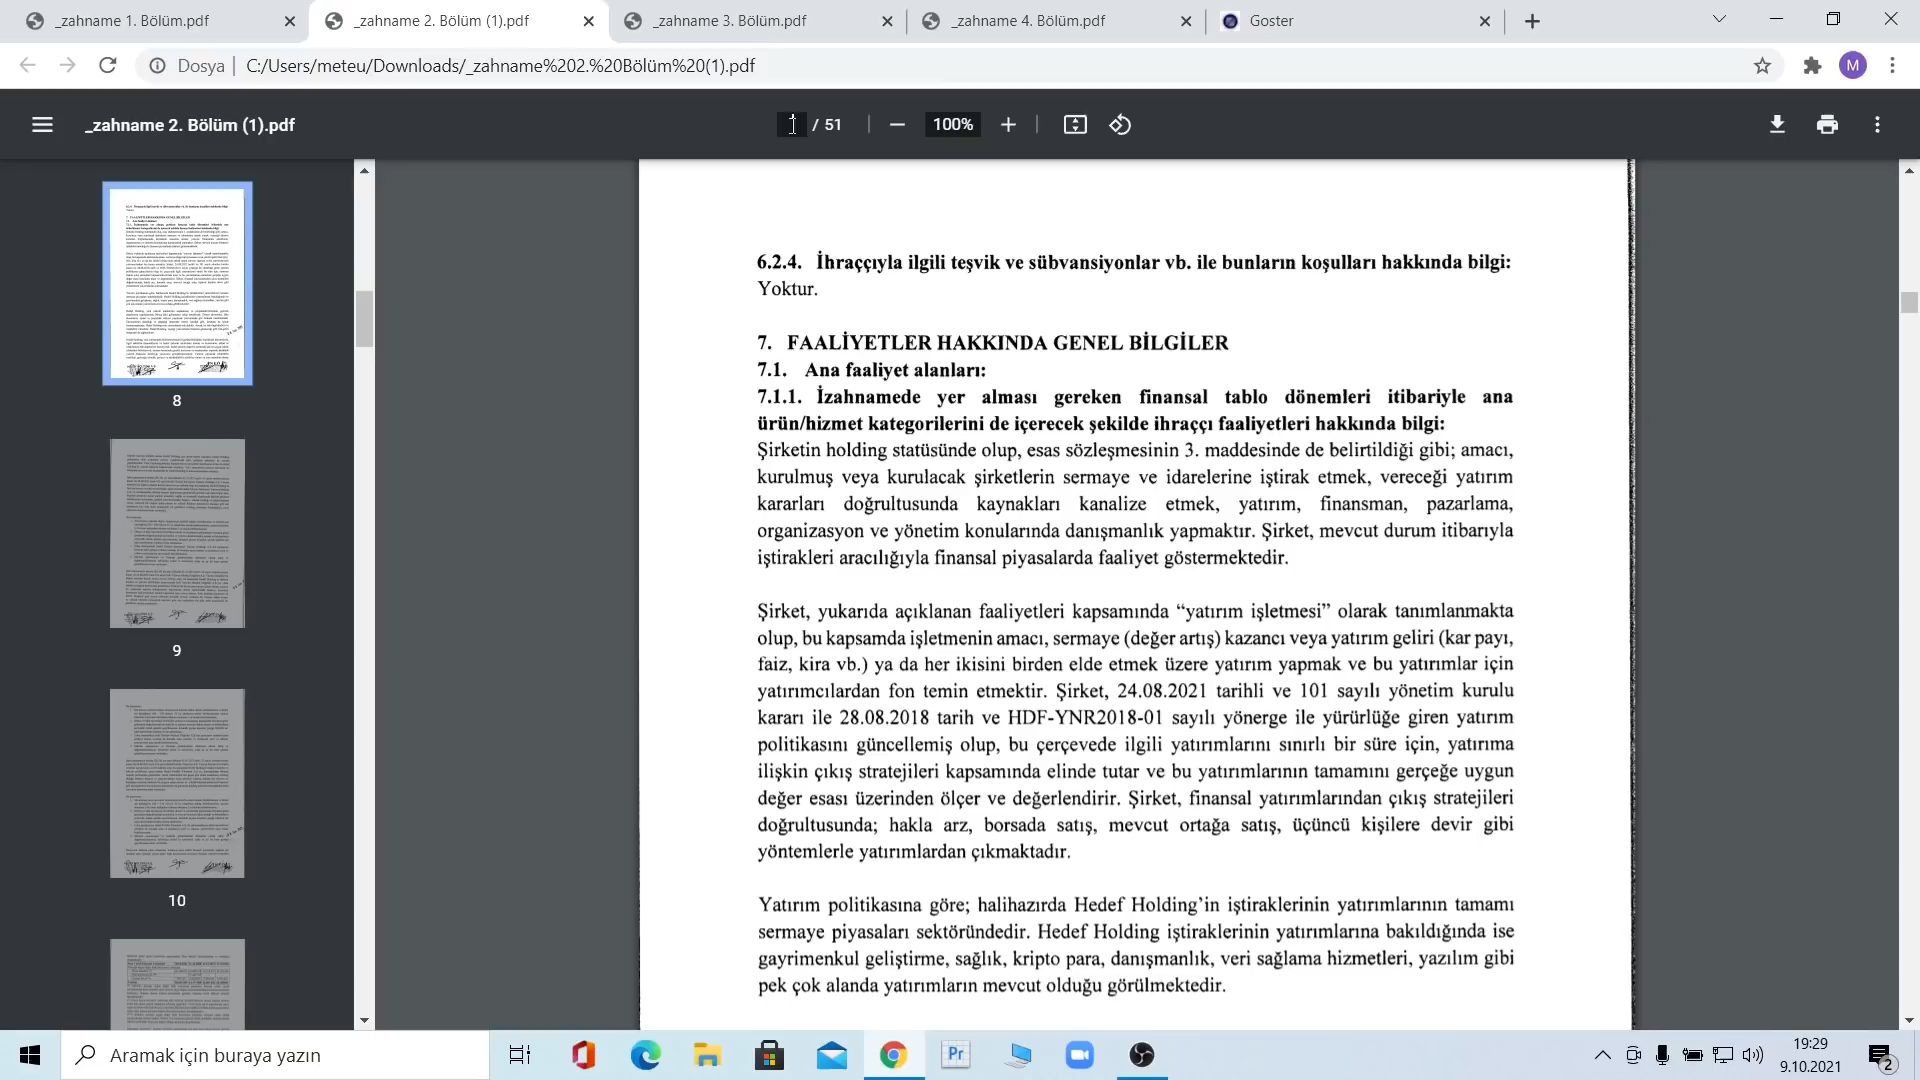 _zahname 1. Bölüm.pdf
_zahname 2. Bölüm (1).pdf
_zahname 3. Bölüm.pdf
_zahname 4. Bölüm.pdf
Goster
Dosya
C:/Users/meteu/Downloads/_zahname%202.%20Bölüm%20(1).pdf
M
_zahname 2. Bölüm (1).pdf
/ 51
100%
8
9
10
6.2.4. İhraççıyla ilgili teşvik ve sübvansiyonlar vb. ile bunların koşulları hakkında bilgi:
Yoktur.
7. FAALİYETLER HAKKINDA GENEL BİLGİLER
7.1. Ana faaliyet alanları:
7.1.1. İzahnamede yer alması gereken finansal tablo dönemleri itibariyle ana
ürün/hizmet kategorilerini de içerecek şekilde ihraççı faaliyetleri hakkında bilgi:
Şirketin holding statüsünde olup, esas sözleşmesinin 3. maddesinde de belirtildiği gibi; amacı,
kurulmuş veya kurulacak şirketlerin sermaye ve idarelerine iştirak etmek, vereceği yatırım
kararları doğrultusunda kaynakları kanalize etmek, yatırım, finansman, pazarlama,
organizasyon ve yönetim konularında danışmanlık yapmaktır. Şirket, mevcut durum itibarıyla
iştirakleri aracılığıyla finansal piyasalarda faaliyet göstermektedir.
Şirket, yukarıda açıklanan faaliyetleri kapsamında “yatırım işletmesi” olarak tanımlanmakta
olup, bu kapsamda işletmenin amacı, sermaye (değer artış) kazancı veya yatırım geliri (kar payı,
faiz, kira vb.) ya da her ikisini birden elde etmek üzere yatırım yapmak ve bu yatırımlar için
yatırımcılardan fon temin etmektir. Şirket, 24.08.2021 tarihli ve 101 sayılı yönetim kurulu
kararı ile 28.08.2018 tarih ve HDF-YNR2018-01 sayılı yönerge ile yürürlüğe giren yatırım
politikasını güncellemiş olup, bu çerçevede ilgili yatırımlarını sınırlı bir süre için, yatırıma
ilişkin çıkış stratejileri kapsamında elinde tutar ve bu yatırımlarının tamamını gerçeğe uygun
değer esası üzerinden ölçer ve değerlendirir. Şirket, finansal yatırımlarından çıkış stratejileri
doğrultusunda; hakla arz, borsada satış, mevcut ortağa satış, üçüncü kişilere devir gibi
yöntemlerle yatırımlardan çıkmaktadır.
Yatırım politikasına göre; halihazırda Hedef Holding’in iştiraklerinin yatırımlarının tamamı
sermaye piyasaları sektöründedir. Hedef Holding iştiraklerinin yatırımlarına bakıldığında ise
gayrimenkul geliştirme, sağlık, kripto para, danışmanlık, veri sağlama hizmetleri, yazılım gibi
pek çok alanda yatırımların mevcut olduğu görülmektedir.
Aramak için buraya yazın
Pr
19:29
9.10.2021
2